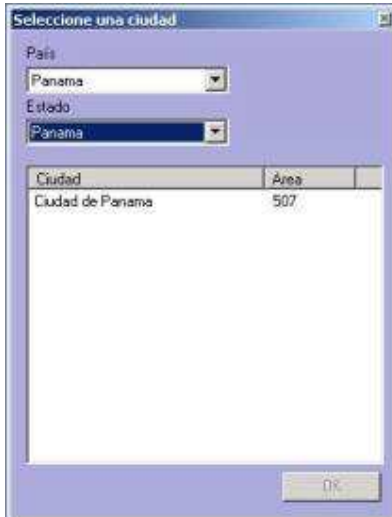 Seleccione una ciudad
País
Panama
Estado
Panama
Ciudad Area
Ciudad de Panama 507
OK